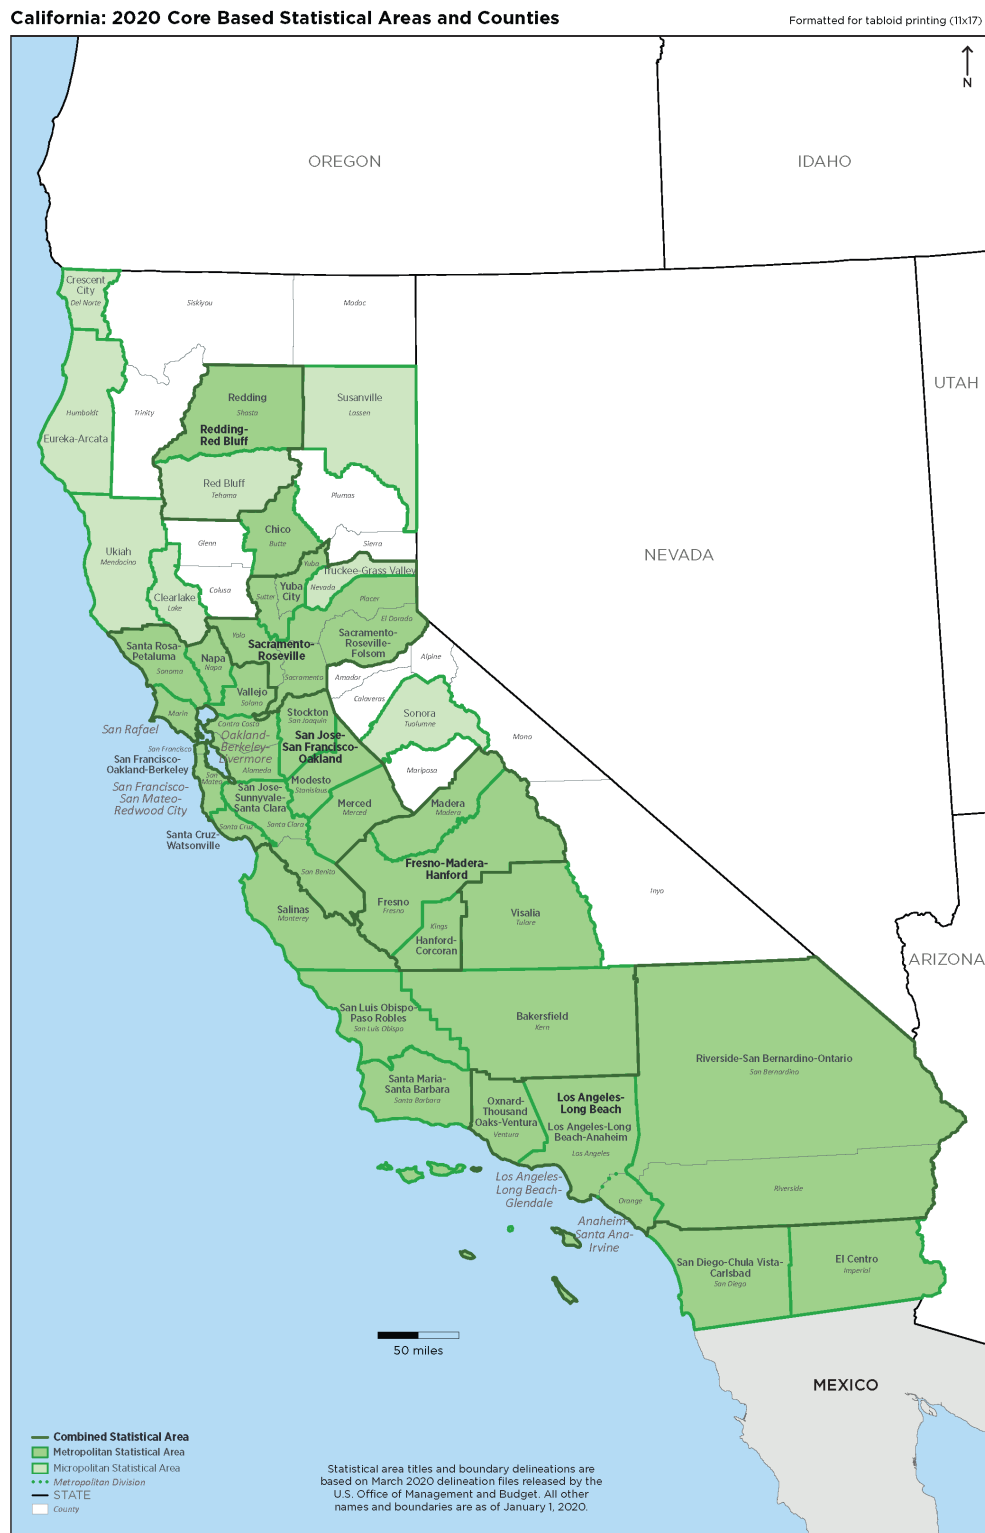 California: 2020 Core Based Statistical Areas and Counties
Formatted for tabloid printing (11x17)
N
OREGON
IDAHO
Crescent
City
Del Norte
Siskiyou
Modoc
UTAH
Redding
Shasta
Susanville
Lassen
Humboldt
Trinity
Eureka-Arcata
Redding-
Red Bluff
Red Bluff
Tehama
Plumas
Chico
Butte
Glenn
Sierra
NEVADA
Ukiah
Mendocino
Yuba
Truckee-Grass Valley
Nevada
Colusa
Clearlake
Lake
Sutter
Yuba
City
Placer
El Dorado
Yolo
Sacramento-
Roseville
Sacramento-
Roseville-
Folsom
Santa Rosa-
Petaluma
Sonoma
Napa
Napa
Alpine
Sacramento
Amador
Vallejo
Solano
Calaveras
Marin
Stockton
San Joaquin
Sonora
Tuolumne
San Rafael
Contra Costa
Oakland-
Berkeley-
Livermore
Alameda
San Jose-
San Francisco-
Oakland
Mono
San Francisco
San Francisco-
Oakland-Berkeley
Mariposa
San
Mateo
Modesto
Stanislaus
San Francisco-
San Mateo-
Redwood City
San Jose-
Sunnyvale-
Santa Clara
Merced
Merced
Madera
Madera
Santa Cruz
Santa Clara
Santa Cruz-
Watsonville
Fresno-Madera-
Hanford
San Benito
Inyo
Salinas
Monterey
Fresno
Fresno
Visalia
Tulare
Kings
Hanford-
Corcoran
ARIZONA
San Luis Obispo-
Paso Robles
San Luis Obispo
Bakersfield
Kern
Riverside-San Bernardino-Ontario
San Bernardino
Santa Maria-
Santa Barbara
Santa Barbara
Oxnard-
Thousand
Oaks-Ventura
Ventura
Los Angeles-
Long Beach
Los Angeles-Long
Beach-Anaheim
Los Angeles
Los Angeles-
Long Beach-
Glendale
Orange
Riverside
Anaheim-
Santa Ana-
Irvine
San Diego-Chula Vista-
Carlsbad
San Diego
El Centro
Imperial
50 miles
MEXICO
Combined Statistical Area
Metropolitan Statistical Area
Micropolitan Statistical Area
Metropolitan Division
STATE
County
Statistical area titles and boundary delineations are
based on March 2020 delineation files released by the
U.S. Office of Management and Budget. All other
names and boundaries are as of January 1, 2020.